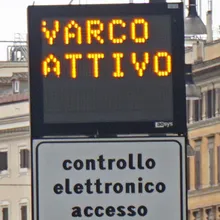 VARCO
ATTIVO
controllo
elettronico
accesso